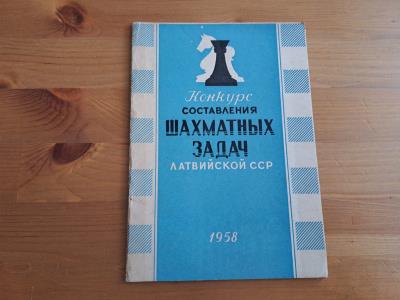 Конкурс
СОСТАВЛЕНИЯ
ШАХМАТНЫХ
ЗАДАЧ
ЛАТВИЙСКОЙ ССР
1958